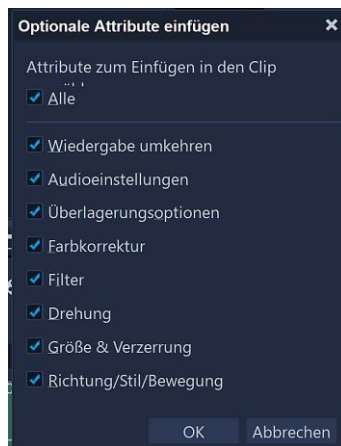 Optionale Attribute einfügen
Attribute zum Einfügen in den Clip
Alle
Wiedergabe umkehren
Audioeinstellungen
Überlagerungsoptionen
Farbkorrektur
Filter
Drehung
Größe & Verzerrung
Richtung/Stil/Bewegung
OK Abbrechen